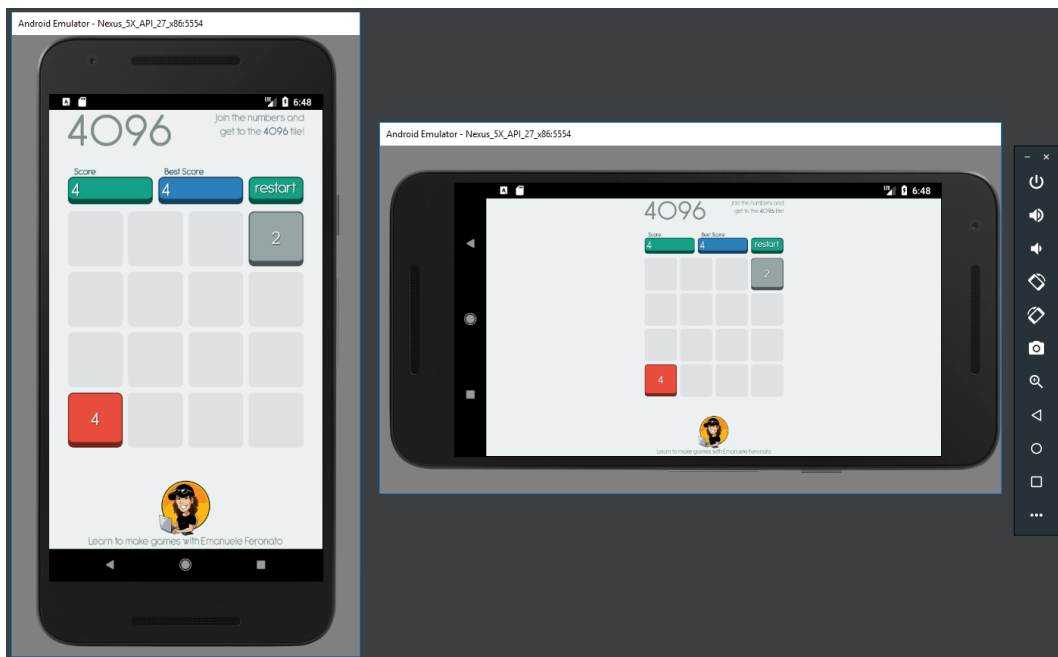 Android Emulator - Nexus_5X_API_27_x86:5554
A
LTE
6:48
4096
Join the numbers and
get to the 4096 tile!
Score
Best Score
4
4
restart
2
4
Learn to make games with Emanuele Feronato
Android Emulator - Nexus_5X_API_27_x86:5554
A
LTE
6:48
4096
Join the numbers and
get to the 4096 tile!
Score
Best Score
4
4
restart
2
4
Learn to make games with Emanuele Feronato